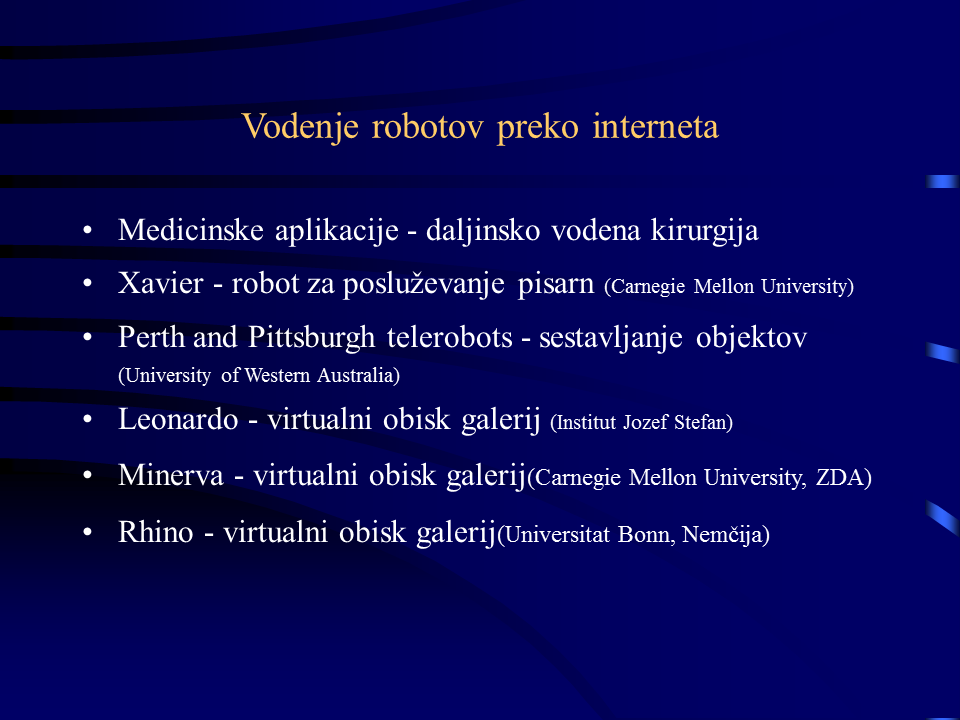 Vodenje robotov preko interneta
• Medicinske aplikacije - daljinsko vodena kirurgija
• Xavier - robot za posluževanje pisarn (Carnegie Mellon University)
• Perth and Pittsburgh telerobots - sestavljanje objektov
(University of Western Australia)
• Leonardo - virtualni obisk galerij (Institut Jozef Stefan)
• Minerva - virtualni obisk galerij(Carnegie Mellon University, ZDA)
• Rhino - virtualni obisk galerij(Universitat Bonn, Nemčija)